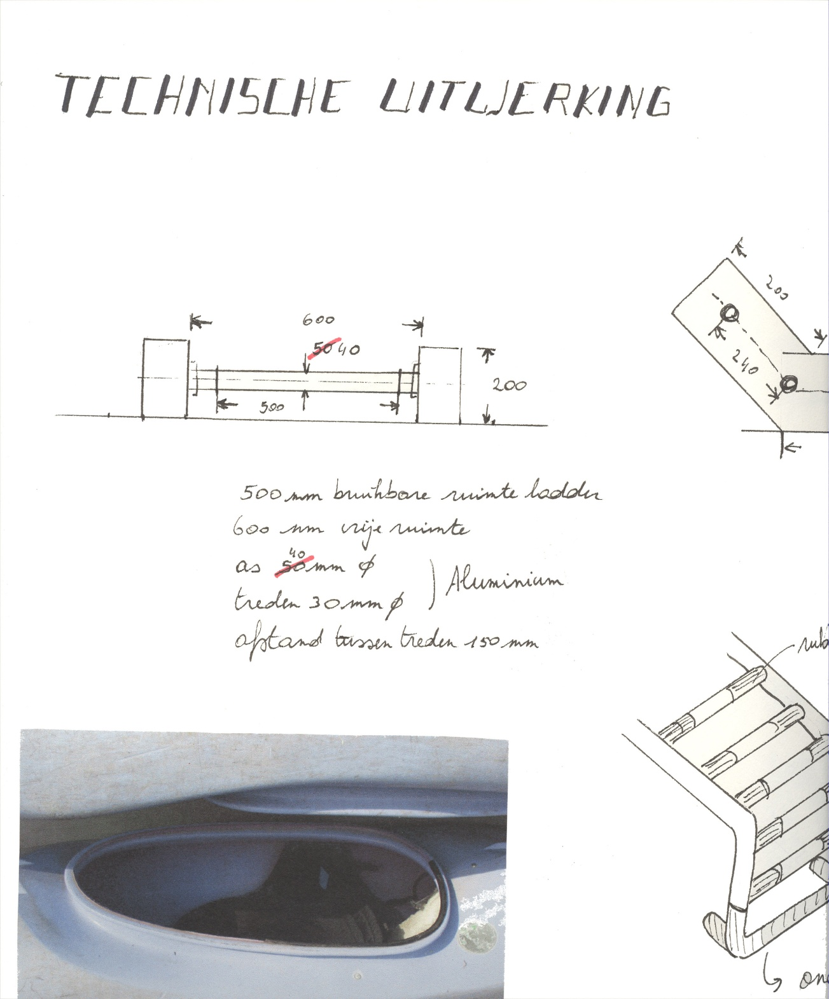 TECHNISCHE UITWERKING
600
50 40
500
200
200
240
500 mm bruikbare ruimte ladder
600 mm vrije ruimte
40
as 50 mm ϕ
treden 30 mm ϕ
Aluminium
afstand tussen treden 150 mm
rub